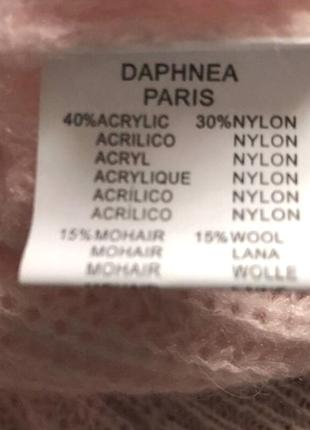 DAPHNEA
PARIS
40%ACRYLIC 30%NYLON
ACRILICO NYLON
ACRYL NYLON
ACRYLIQUE NYLON
ACRÍLICO NYLON
ACRÍLICO NYLON
15%MOHAIR 15%WOOL
MOHAIR LANA
MOHAIR WOLLE